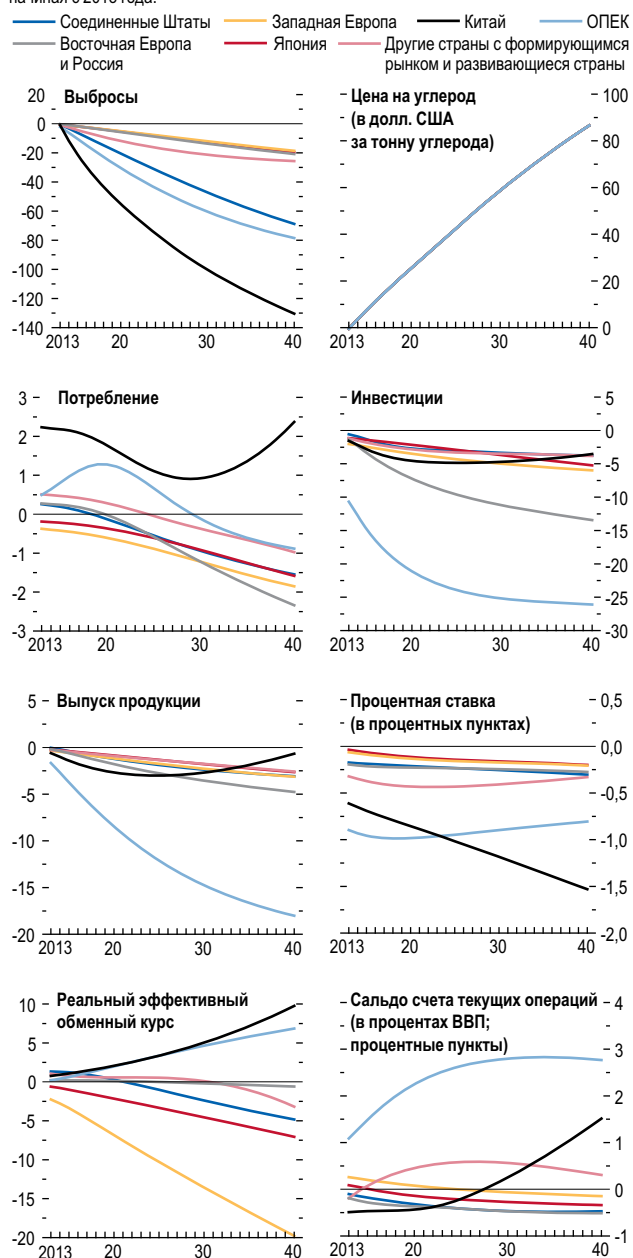 начиная с 2013 года.
Соединенные Штаты Западная Европа Китай ОПЕК
Восточная Европа и Россия Япония Другие страны с формирующимся рынком и развивающиеся страны
Выбросы
20
0
-20
-40
-60
-80
-100
-120
-140
2013 20 30 40
Цена на углерод
(в долл. США
за тонну углерода)
100
80
60
40
20
0
2013 20 30 40
Потребление
3
2
1
0
-1
-2
-3
2013 20 30 40
Инвестиции
5
0
-5
-10
-15
-20
-25
-30
2013 20 30 40
Выпуск продукции
5
0
-5
-10
-15
-20
2013 20 30 40
Процентная ставка
(в процентных пунктах)
0,5
0,0
-0,5
-1,0
-1,5
-2,0
2013 20 30 40
Реальный эффективный
обменный курс
10
5
0
-5
-10
-15
-20
2013 20 30 40
Сальдо счета текущих операций
(в процентах ВВП;
процентные пункты)
4
3
2
1
0
-1
2013 20 30 40